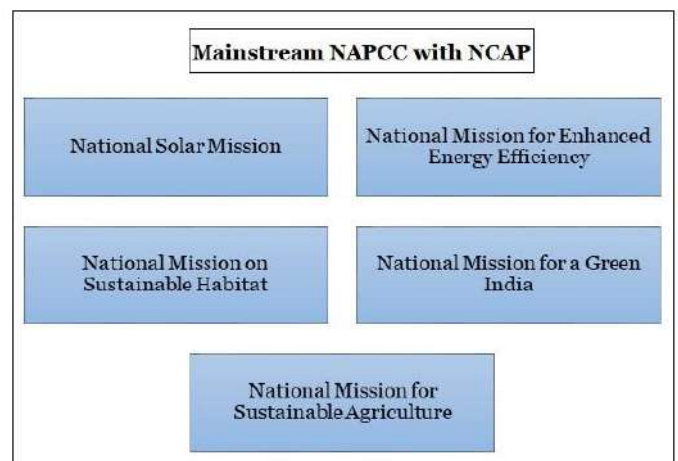 Mainstream NAPCC with NCAP
National Solar Mission
National Mission for Enhanced
Energy Efficiency
National Mission on
Sustainable Habitat
National Mission for a Green
India
National Mission for
Sustainable Agriculture